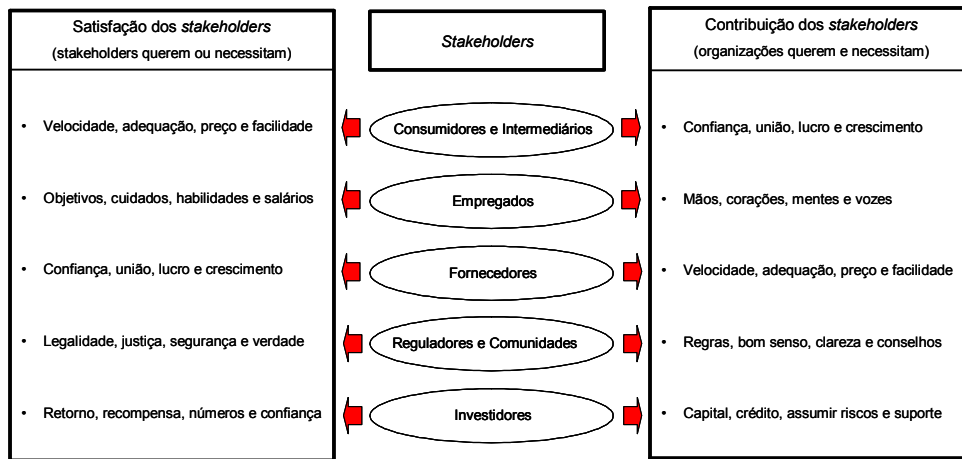 Satisfação dos stakeholders
(stakeholders querem ou necessitam)
Stakeholders
Contribuição dos stakeholders
(organizações querem e necessitam)
• Velocidade, adequação, preço e facilidade
Consumidores e Intermediários
• Confiança, união, lucro e crescimento
• Objetivos, cuidados, habilidades e salários
Empregados
• Mãos, corações, mentes e vozes
• Confiança, união, lucro e crescimento
Fornecedores
• Velocidade, adequação, preço e facilidade
• Legalidade, justiça, segurança e verdade
Reguladores e Comunidades
• Regras, bom senso, clareza e conselhos
• Retorno, recompensa, números e confiança
Investidores
• Capital, crédito, assumir riscos e suporte